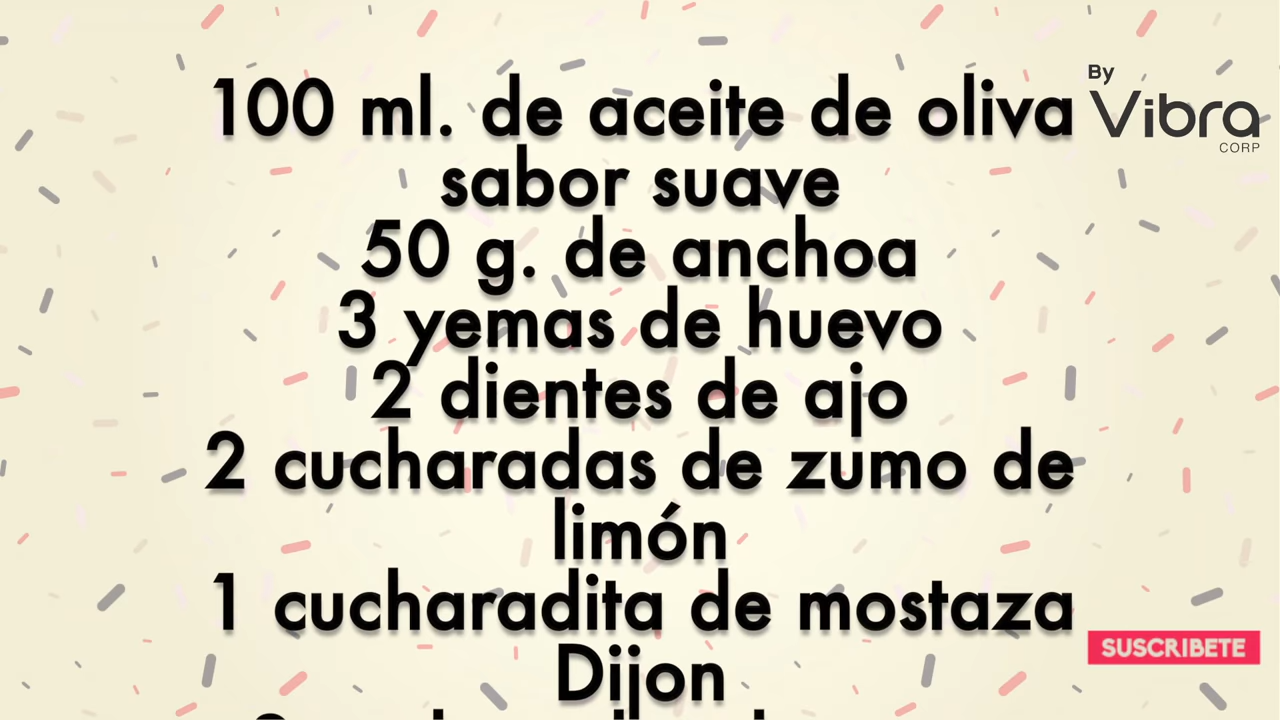 100 ml. de aceite de oliva
sabor suave
50 g. de anchoa
3 yemas de huevo
2 dientes de ajo
2 cucharadas de zumo de
limón
1 cucharadita de mostaza
Dijon
By
Vibra
CORP
SUSCRIBETE